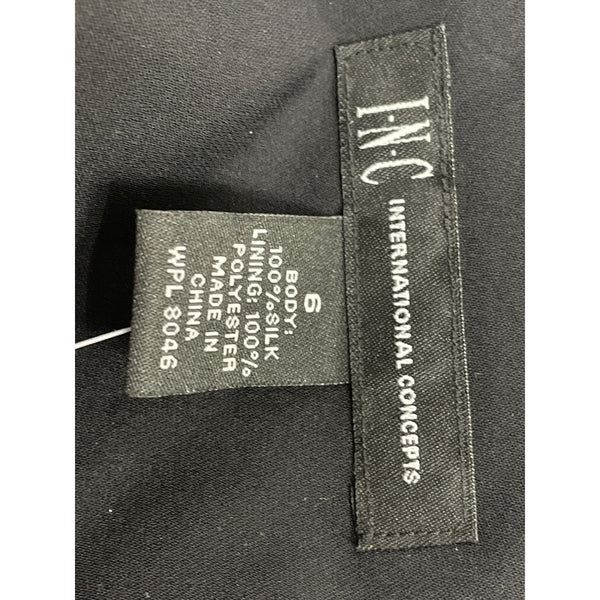 I·N·C
INTERNATIONAL CONCEPTS
6
BODY:
100%SILK
LINING: 100%
POLYESTER
MADE IN
CHINA
WPL 8046